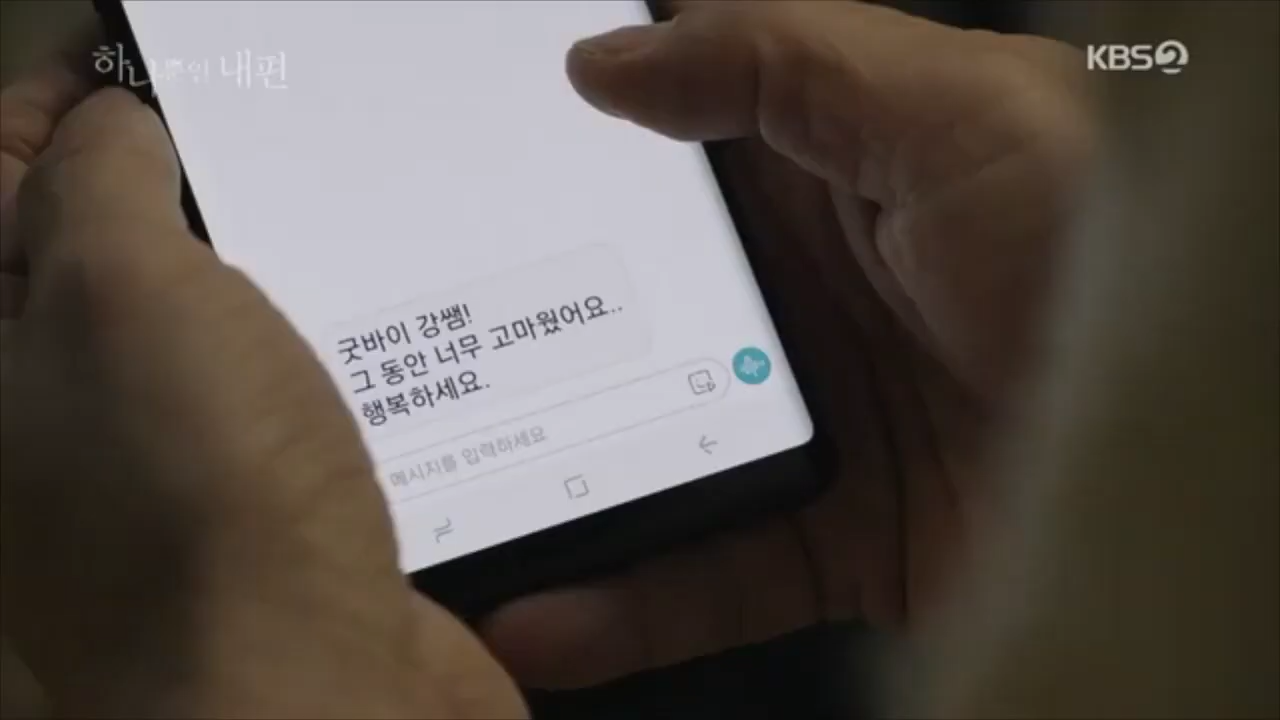 하나뿐인 내편
KBS2
굿바이 강쌤!
그 동안 너무 고마웠어요..
행복하세요.
메시지를 입력하세요